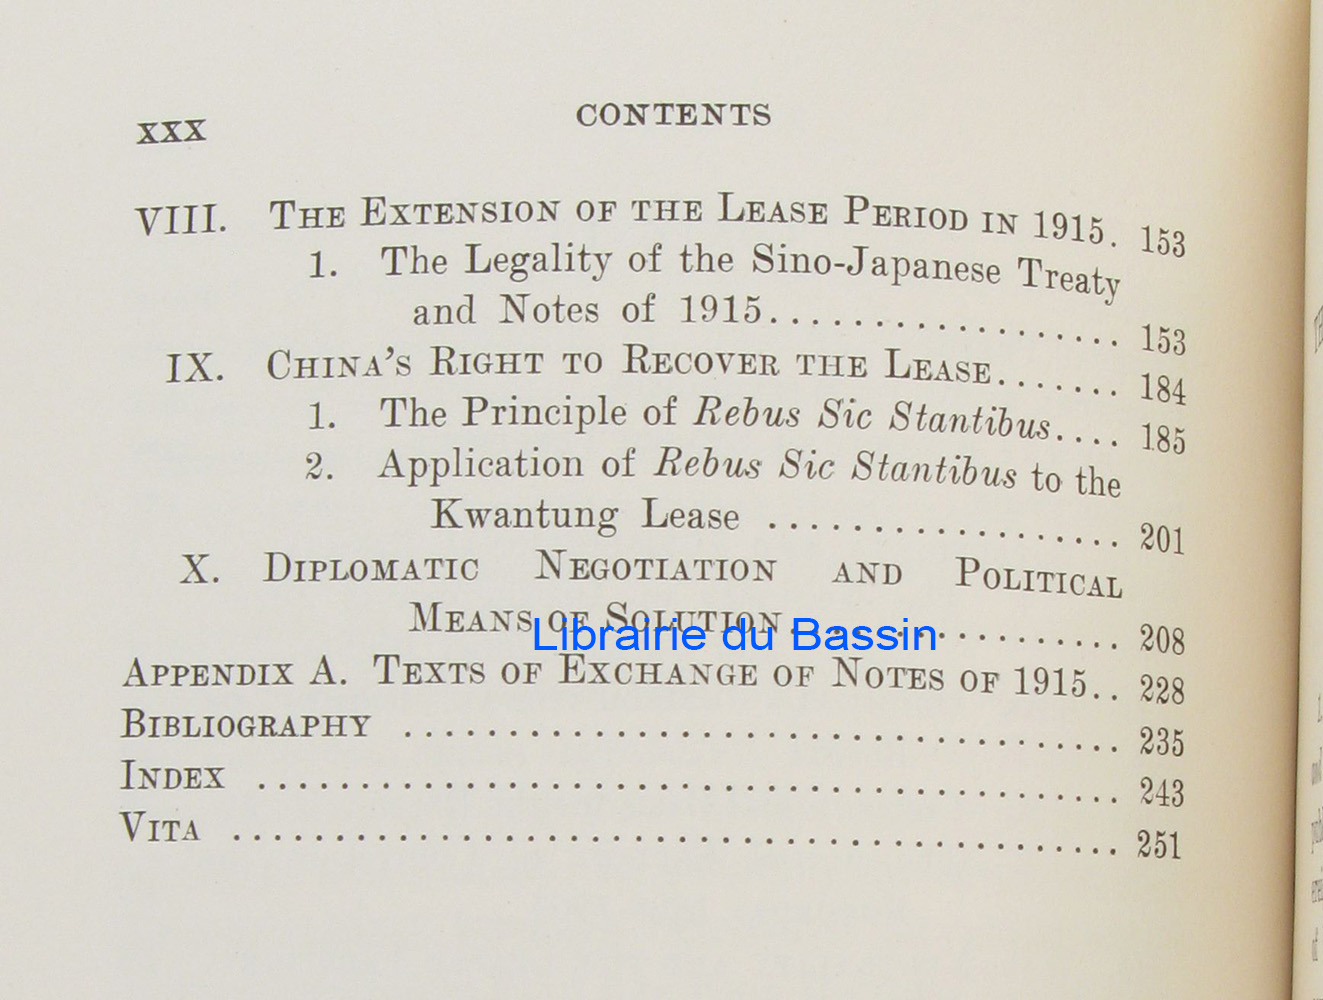 xxx CONTENTS
VIII. The Extension of the Lease Period in 1915. 153
1. The Legality of the Sino-Japanese Treaty
and Notes of 1915.................. 153
IX. China's Right to Recover the Lease....... 184
1. The Principle of Rebus Sic Stantibus.... 185
2. Application of Rebus Sic Stantibus to the
Kwantung Lease .................. 201
X. Diplomatic Negotiation and Political
Means of Solution.................. 208
Librairie du Bassin
Appendix A. Texts of Exchange of Notes of 1915.. 228
Bibliography .................................... 235
Index .......................................... 243
Vita ........................................... 251